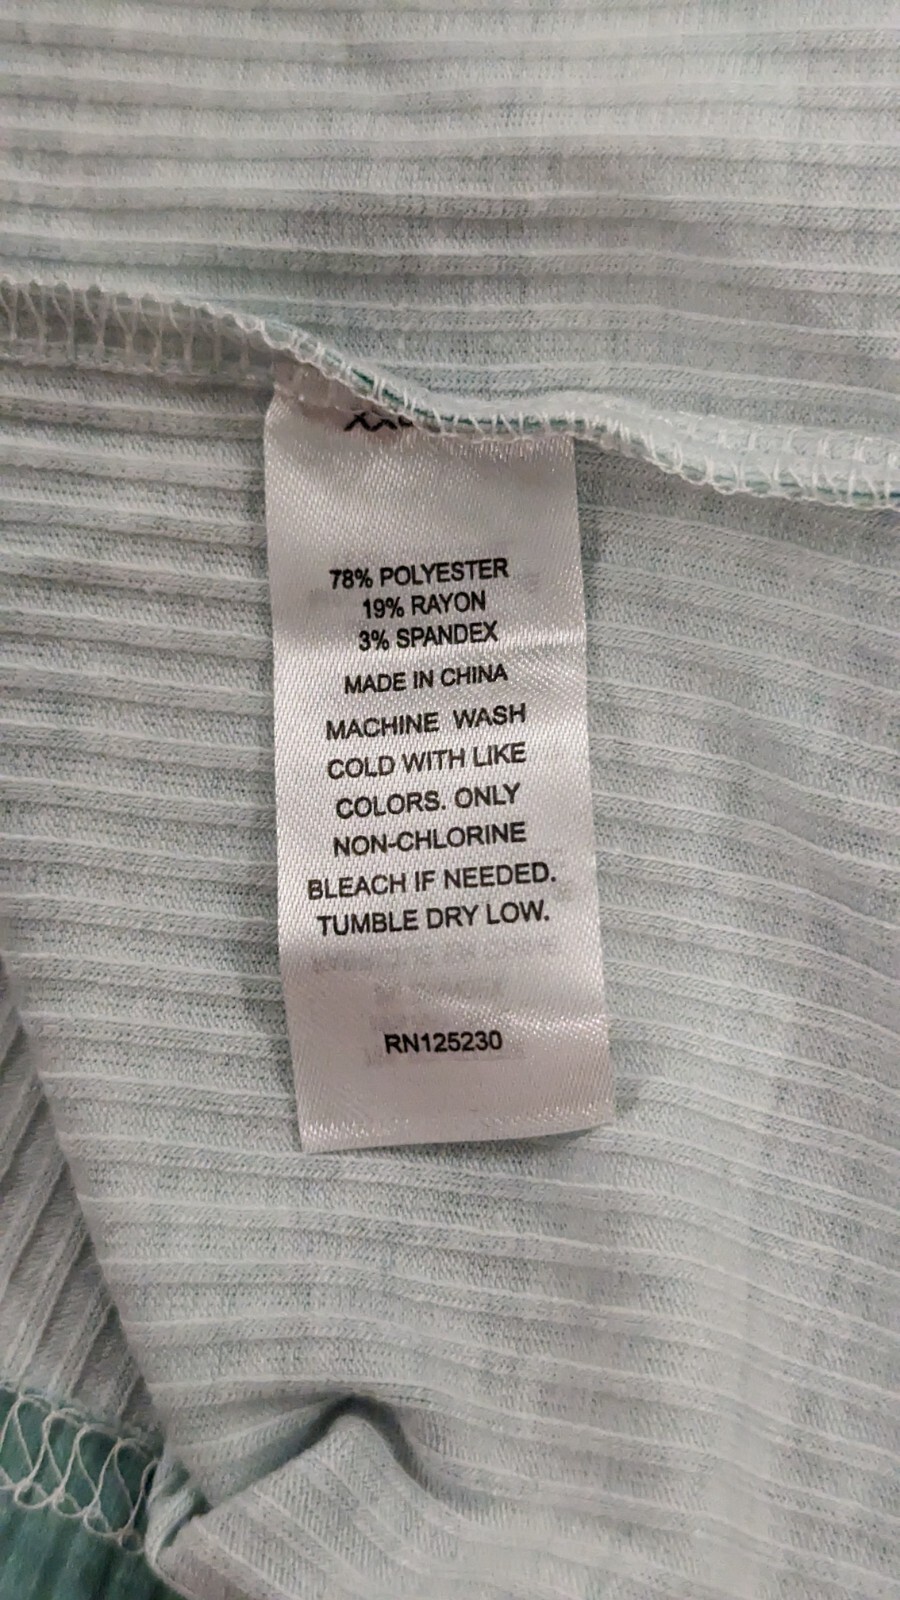 78% POLYESTER
19% RAYON
3% SPANDEX
MADE IN CHINA
MACHINE WASH
COLD WITH LIKE
COLORS. ONLY
NON-CHLORINE
BLEACH IF NEEDED.
TUMBLE DRY LOW.
RN125230